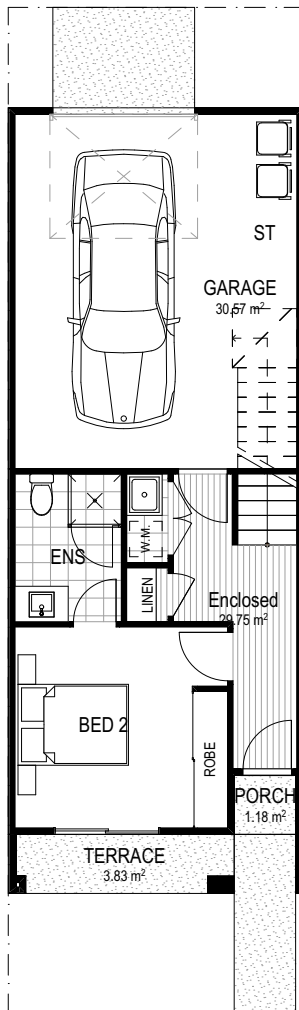 ST
GARAGE
30.57 m²
W.M.
ENS
LINEN
Enclosed
29.75 m²
BED 2
ROBE
PORCH
1.18 m²
TERRACE
3.83 m²